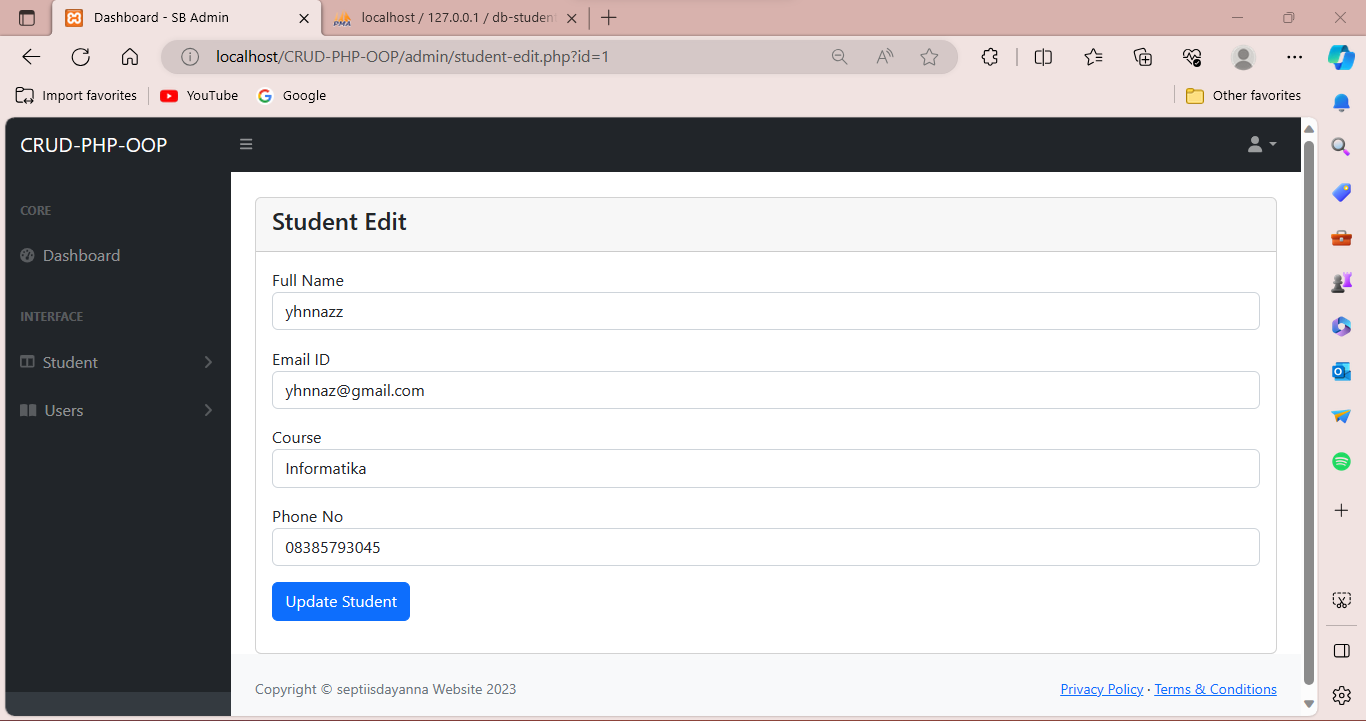 Dashboard - SB Admin
localhost / 127.0.0.1 / db-student
localhost/CRUD-PHP-OOP/admin/student-edit.php?id=1
Import favorites
YouTube
Google
Other favorites
CRUD-PHP-OOP
CORE
Dashboard
INTERFACE
Student
Users
Student Edit
Full Name
yhnnazz
Email ID
yhnnaz@gmail.com
Course
Informatika
Phone No
08385793045
Update Student
Copyright © septiisdayanna Website 2023
Privacy Policy · Terms & Conditions